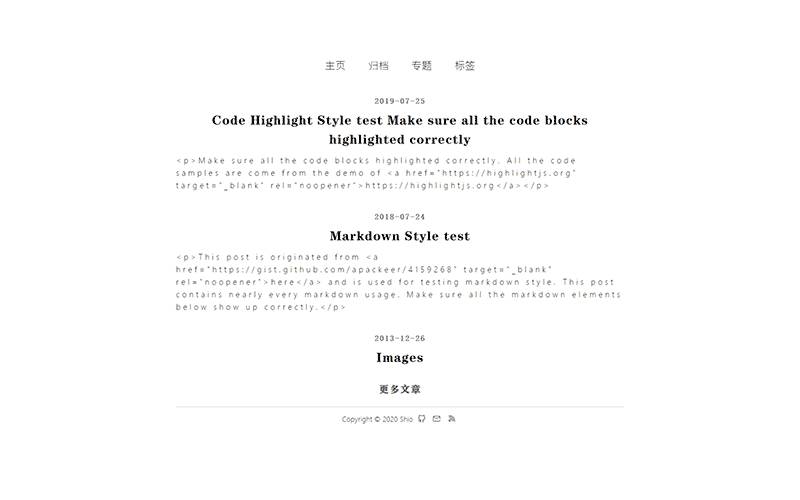 主页 归档 专题 标签
2019-07-25
Code Highlight Style test Make sure all the code blocks
highlighted correctly
<p>Make sure all the code blocks highlighted correctly. All the code
samples are come from the demo of <a href="https://highlightjs.org"
target="_blank" rel="noopener">https://highlightjs.org</a></p>
2018-07-24
Markdown Style test
<p>This post is originated from <a
href="https://gist.github.com/apackeer/4159268" target="_blank"
rel="noopener">here</a> and is used for testing markdown style. This post
contains nearly every markdown usage. Make sure all the markdown elements
below show up correctly.</p>
2013-12-26
Images
更多文章
Copyright © 2020 Shio